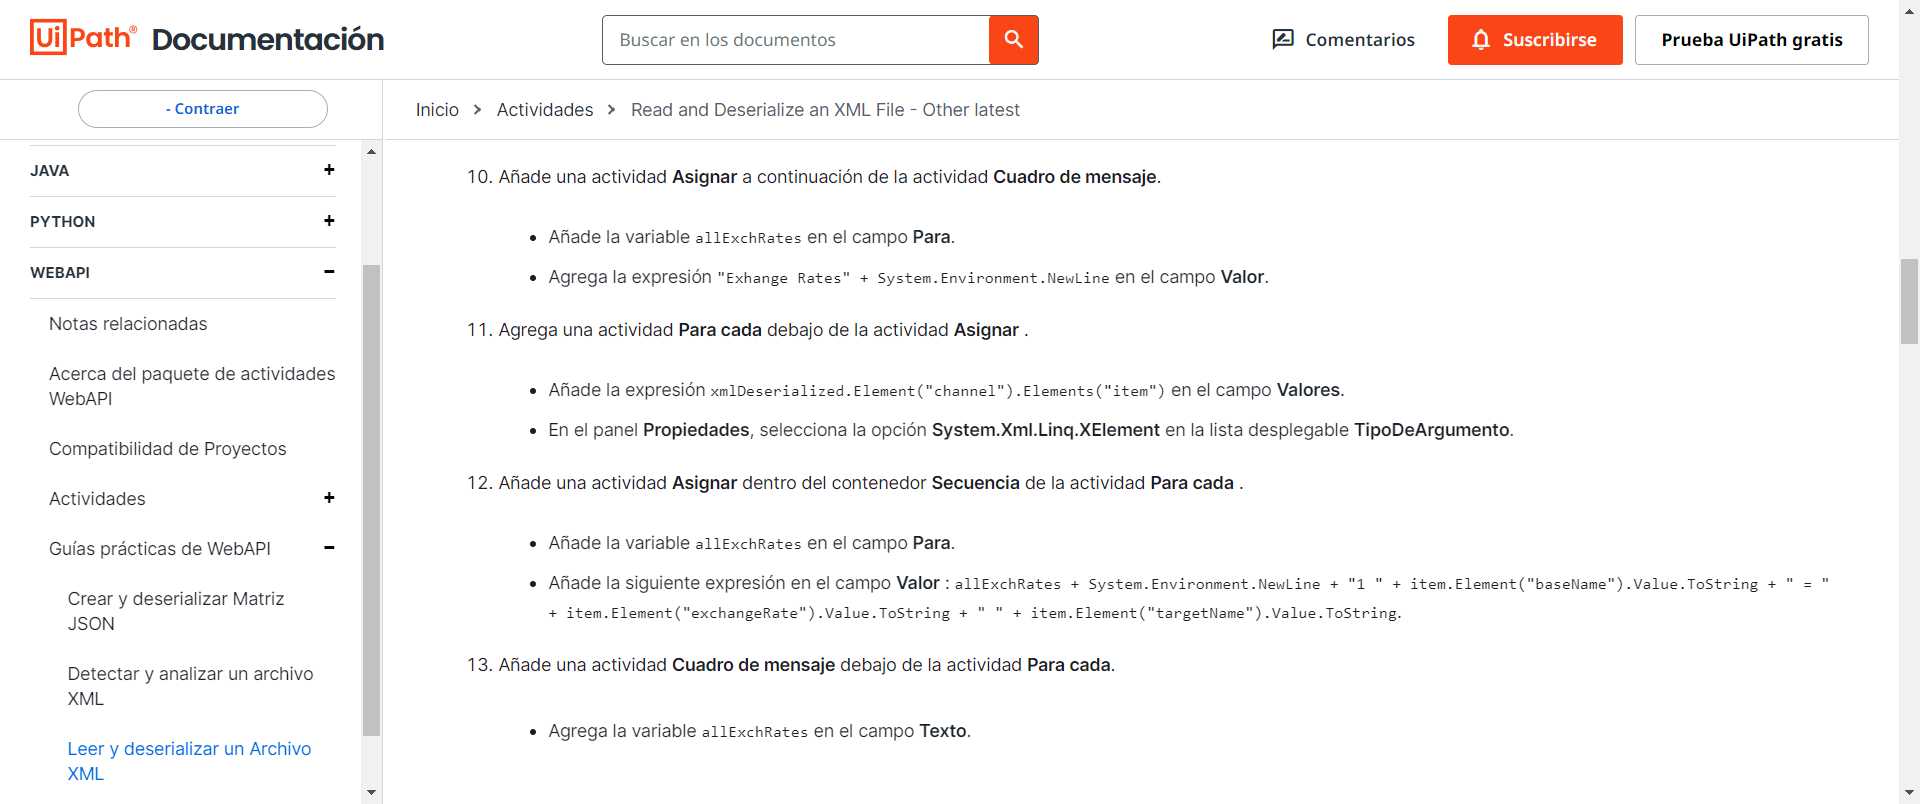 UiPath® Documentación
Buscar en los documentos
Comentarios
Suscribirse
Prueba UiPath gratis
- Contraer
Inicio > Actividades > Read and Deserialize an XML File - Other latest
JAVA +
PYTHON +
WEBAPI −
Notas relacionadas
Acerca del paquete de actividades
WebAPI
Compatibilidad de Proyectos
Actividades +
Guías prácticas de WebAPI −
Crear y deserializar Matriz
JSON
Detectar y analizar un archivo
XML
Leer y deserializar un Archivo
XML
10. Añade una actividad Asignar a continuación de la actividad Cuadro de mensaje.
• Añade la variable allExchRates en el campo Para.
• Agrega la expresión "Exhange Rates" + System.Environment.NewLine en el campo Valor.
11. Agrega una actividad Para cada debajo de la actividad Asignar .
• Añade la expresión xmlDeserialized.Element("channel").Elements("item") en el campo Valores.
• En el panel Propiedades, selecciona la opción System.Xml.Linq.XElement en la lista desplegable TipoDeArgumento.
12. Añade una actividad Asignar dentro del contenedor Secuencia de la actividad Para cada .
• Añade la variable allExchRates en el campo Para.
• Añade la siguiente expresión en el campo Valor : allExchRates + System.Environment.NewLine + "1 " + item.Element("baseName").Value.ToString + " = "
+ item.Element("exchangeRate").Value.ToString + " " + item.Element("targetName").Value.ToString.
13. Añade una actividad Cuadro de mensaje debajo de la actividad Para cada.
• Agrega la variable allExchRates en el campo Texto.